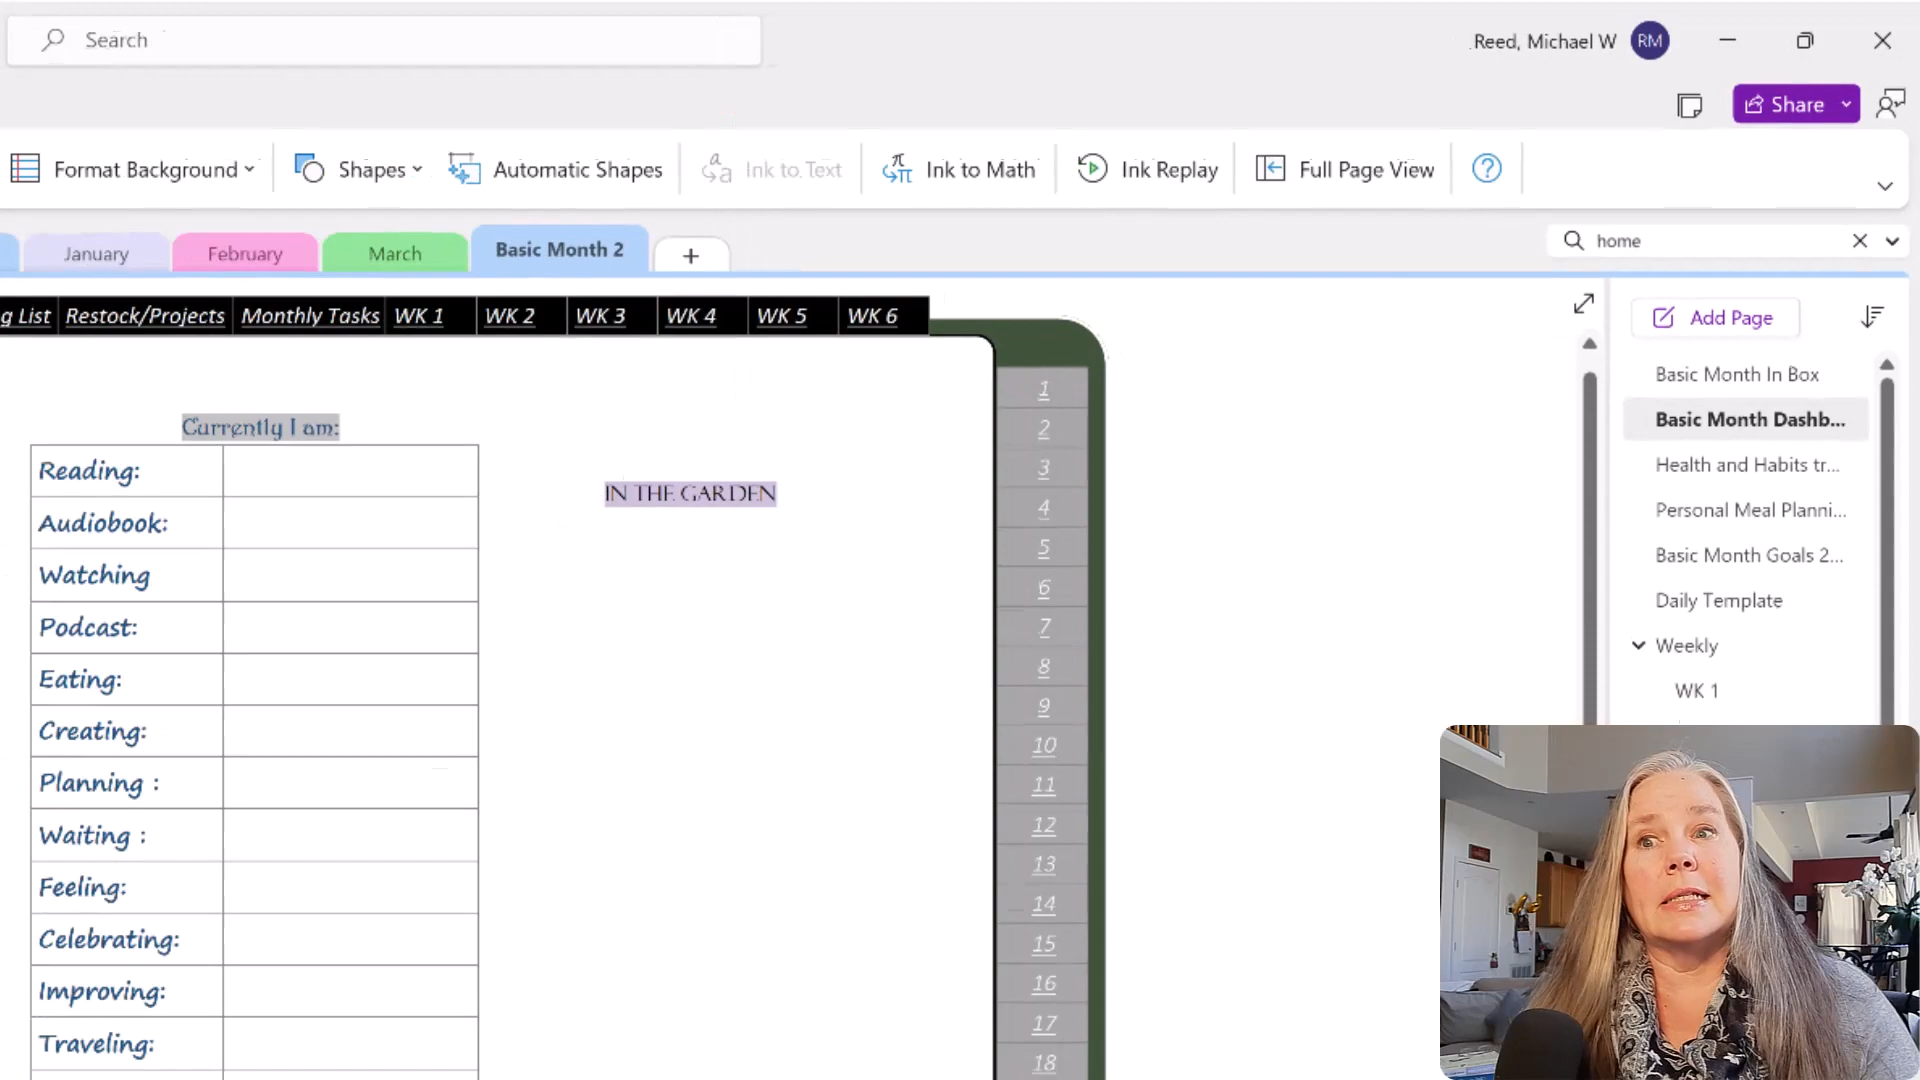 Search
Reed, Michael W RM
Share
Format Background Shapes Automatic Shapes Ink to Text Ink to Math Ink Replay Full Page View ?
January February March Basic Month 2 + home
g List Restock/Projects Monthly Tasks WK 1 WK 2 WK 3 WK 4 WK 5 WK 6
Currently I am:
Reading:
Audiobook:
Watching
Podcast:
Eating:
Creating:
Planning :
Waiting :
Feeling:
Celebrating:
Improving:
Traveling:
IN THE GARDEN
1
2
3
4
5
6
7
8
9
10
11
12
13
14
15
16
17
18
Add Page
Basic Month In Box
Basic Month Dashb...
Health and Habits tr...
Personal Meal Planni...
Basic Month Goals 2...
Daily Template
Weekly
WK 1